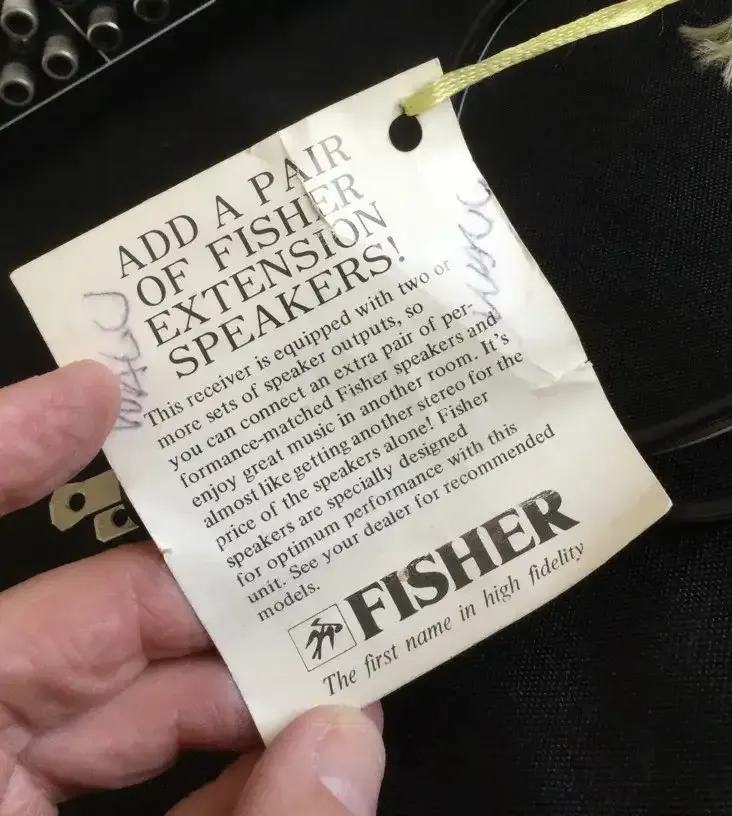 ADD A PAIR
OF FISHER
EXTENSION
SPEAKERS!
This receiver is equipped with two or
more sets of speaker outputs, so
you can connect an extra pair of per-
formance-matched Fisher speakers and
enjoy great music in another room. It's
almost like getting another stereo for the
price of the speakers alone! Fisher
speakers are specially designed
for optimum performance with this
unit. See your dealer for recommended
models.
FISHER
The first name in high fidelity